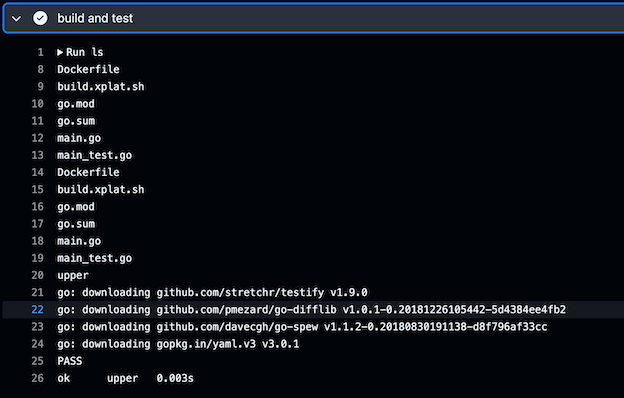 build and test
1 Run ls
8 Dockerfile
9 build.xplat.sh
10 go.mod
11 go.sum
12 main.go
13 main_test.go
14 Dockerfile
15 build.xplat.sh
16 go.mod
17 go.sum
18 main.go
19 main_test.go
20 upper
21 go: downloading github.com/stretchr/testify v1.9.0
22 go: downloading github.com/pmezard/go-difflib v1.0.1-0.20181226105442-5d4384ee4fb2
23 go: downloading github.com/davecgh/go-spew v1.1.2-0.20180830191138-d8f796af33cc
24 go: downloading gopkg.in/yaml.v3 v3.0.1
25 PASS
26 ok upper 0.003s